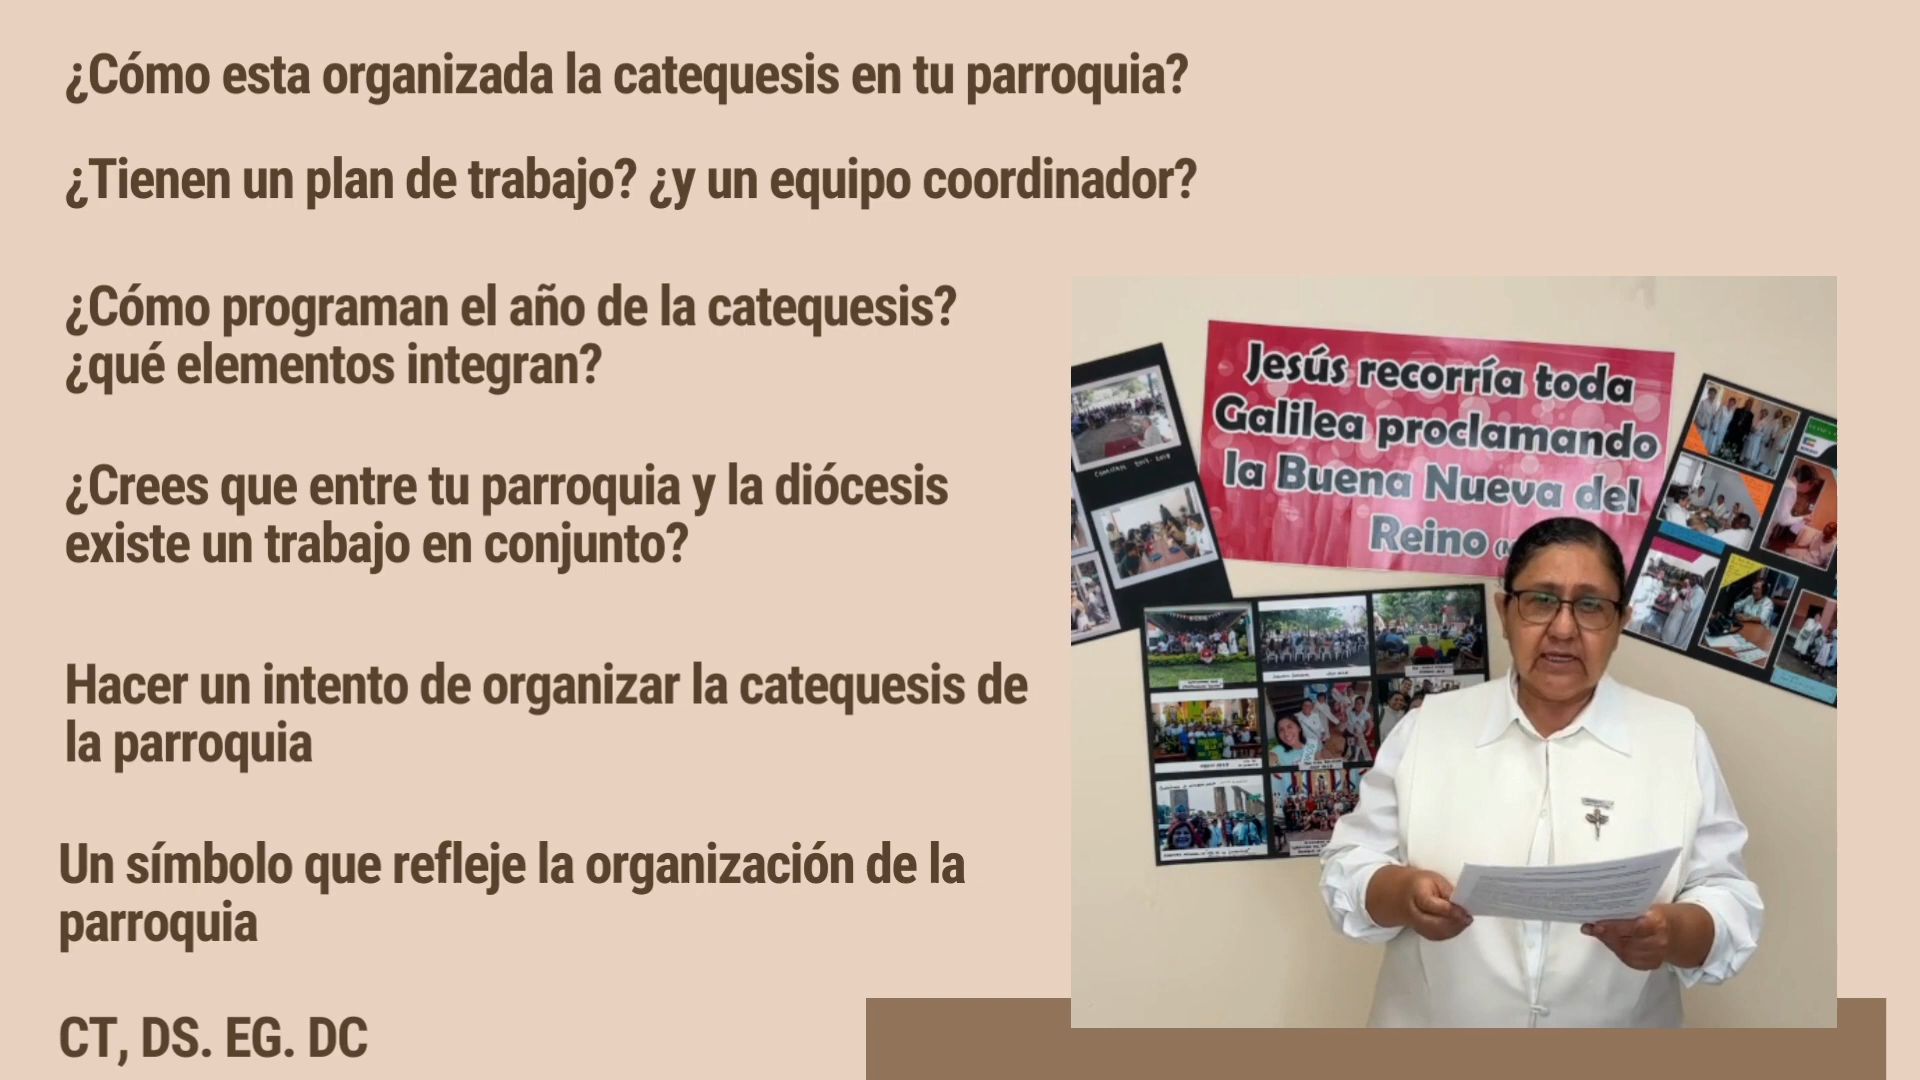 ¿Cómo esta organizada la catequesis en tu parroquia?
¿Tienen un plan de trabajo? ¿y un equipo coordinador?
¿Cómo programan el año de la catequesis?
¿qué elementos integran?
¿Crees que entre tu parroquia y la diócesis
existe un trabajo en conjunto?
Hacer un intento de organizar la catequesis de
la parroquia
Un símbolo que refleje la organización de la
parroquia
CT, DS. EG. DC
Jesús recorría toda
Galilea proclamando
la Buena Nueva del
Reino